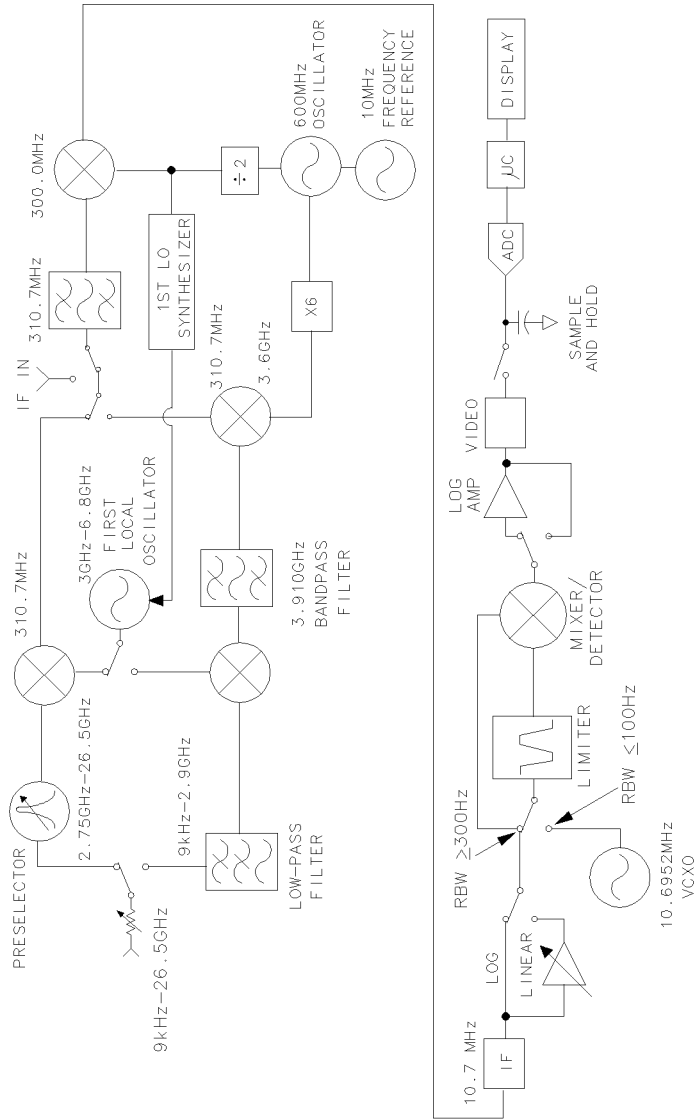 PRESELECTOR
2.75GHz-26.5GHz
9kHz-26.5GHz
9kHz-2.9GHz
LOW-PASS
FILTER
310.7MHz
3GHz-6.8GHz
FIRST
LOCAL
OSCILLATOR
3.910GHz
BANDPASS
FILTER
IF IN
310.7MHz
300.0MHz
1ST LO
SYNTHESIZER
÷2
310.7MHz
3.6GHz
X6
600MHz
OSCILLATOR
10MHz
FREQUENCY
REFERENCE
10.7 MHz
IF
LOG
LINEAR
RBW ≥300Hz
RBW ≤100Hz
10.6952MHz
VCXO
LIMITER
MIXER/
DETECTOR
LOG
AMP
VIDEO
SAMPLE
AND HOLD
ADC
μC
DISPLAY